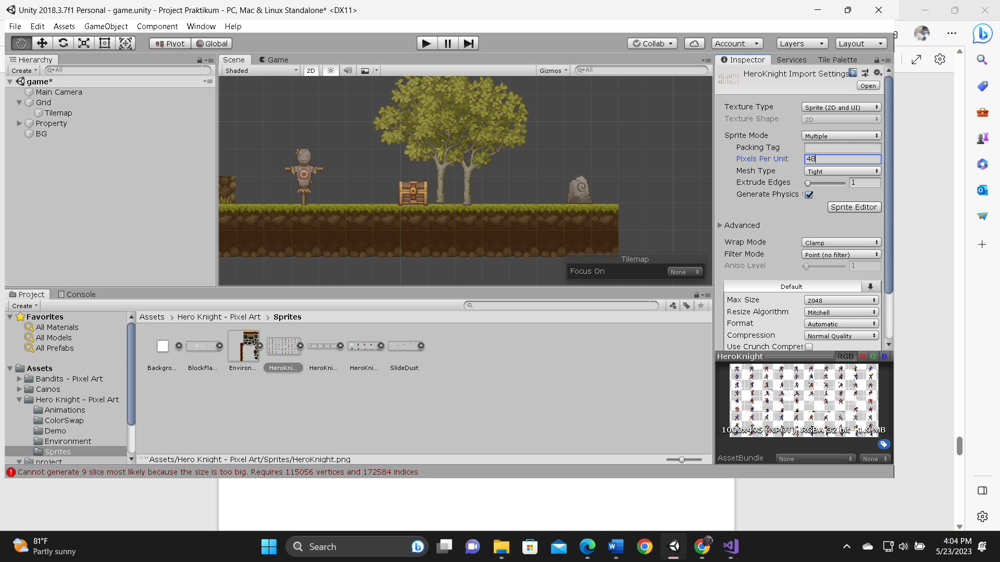 Unity 2018.3.7f1 Personal - game.unity - Project Praktikum - PC, Mac & Linux Standalone* <DX11>
File Edit Assets GameObject Component Window Help
Pivot Global Collab Account Layers Layout
Hierarchy
Create All
game*
Main Camera
Grid
Tilemap
Property
BG
Scene Game
Shaded 2D Gizmos All
Tilemap
Focus On None
Inspector Services Tile Palette
HeroKnight Import Settings
Open
Texture Type Sprite (2D and UI)
Texture Shape 2D
Sprite Mode Multiple
Packing Tag
Pixels Per Unit 48
Mesh Type Tight
Extrude Edges 1
Generate Physics
Sprite Editor
Advanced
Wrap Mode Clamp
Filter Mode Point (no filter)
Aniso Level 1
Default
Max Size 2048
Resize Algorithm Mitchell
Format Automatic
Compression Normal Quality
Use Crunch Compres
HeroKnight RGB R G B
1000x495 (NPOT) RGBA 32 bit 1.9 MB
AssetBundle None None
Project Console
Create
Favorites
All Materials
All Models
All Prefabs
Assets
Bandits - Pixel Art
Cainos
Hero Knight - Pixel Art
Animations
ColorSwap
Demo
Environment
Sprites
project
Assets > Hero Knight - Pixel Art > Sprites
Backgro... BlockFla... Environ... HeroKni... HeroKni... HeroKni... SlideDust
Assets/Hero Knight - Pixel Art/Sprites/HeroKnight.png
Cannot generate 9 slice most likely because the size is too big. Requires 115056 vertices and 172584 indices
81°F
Partly sunny
Search
4:04 PM
5/23/2023